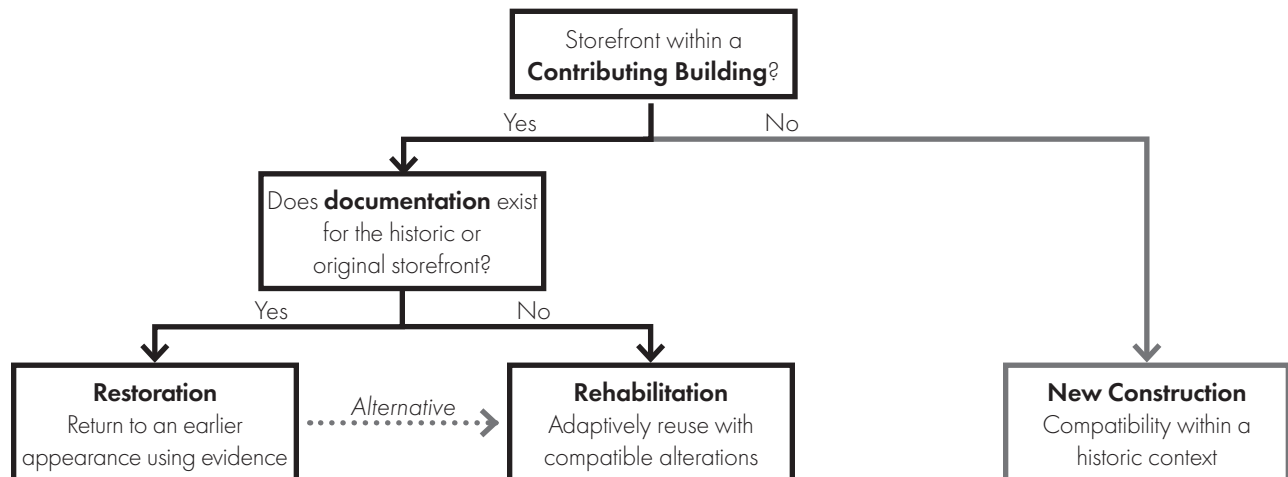 Storefront within a
Contributing Building?
Yes
No
Does documentation exist
for the historic or
original storefront?
Yes
No
Restoration
Return to an earlier
appearance using evidence
Alternative
Rehabilitation
Adaptively reuse with
compatible alterations
New Construction
Compatibility within a
historic context